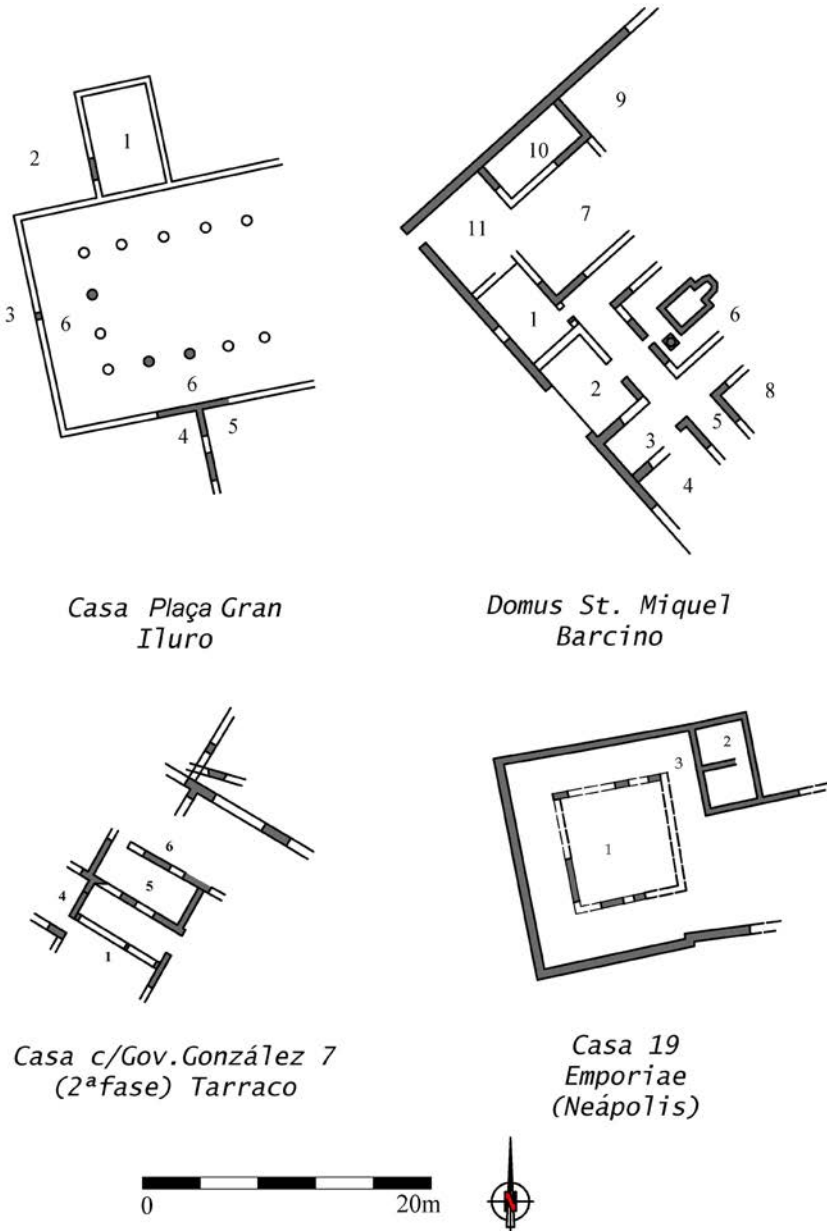 1
2
3
6
6
4
5
Casa Plaça Gran
Iluro
9
10
7
11
1
6
2
8
5
3
4
Domus St. Miquel
Barcino
6
5
4
1
Casa c/Gov.González 7
(2ªfase) Tarraco
2
3
1
Casa 19
Emporiae
(Neápolis)
0
20m